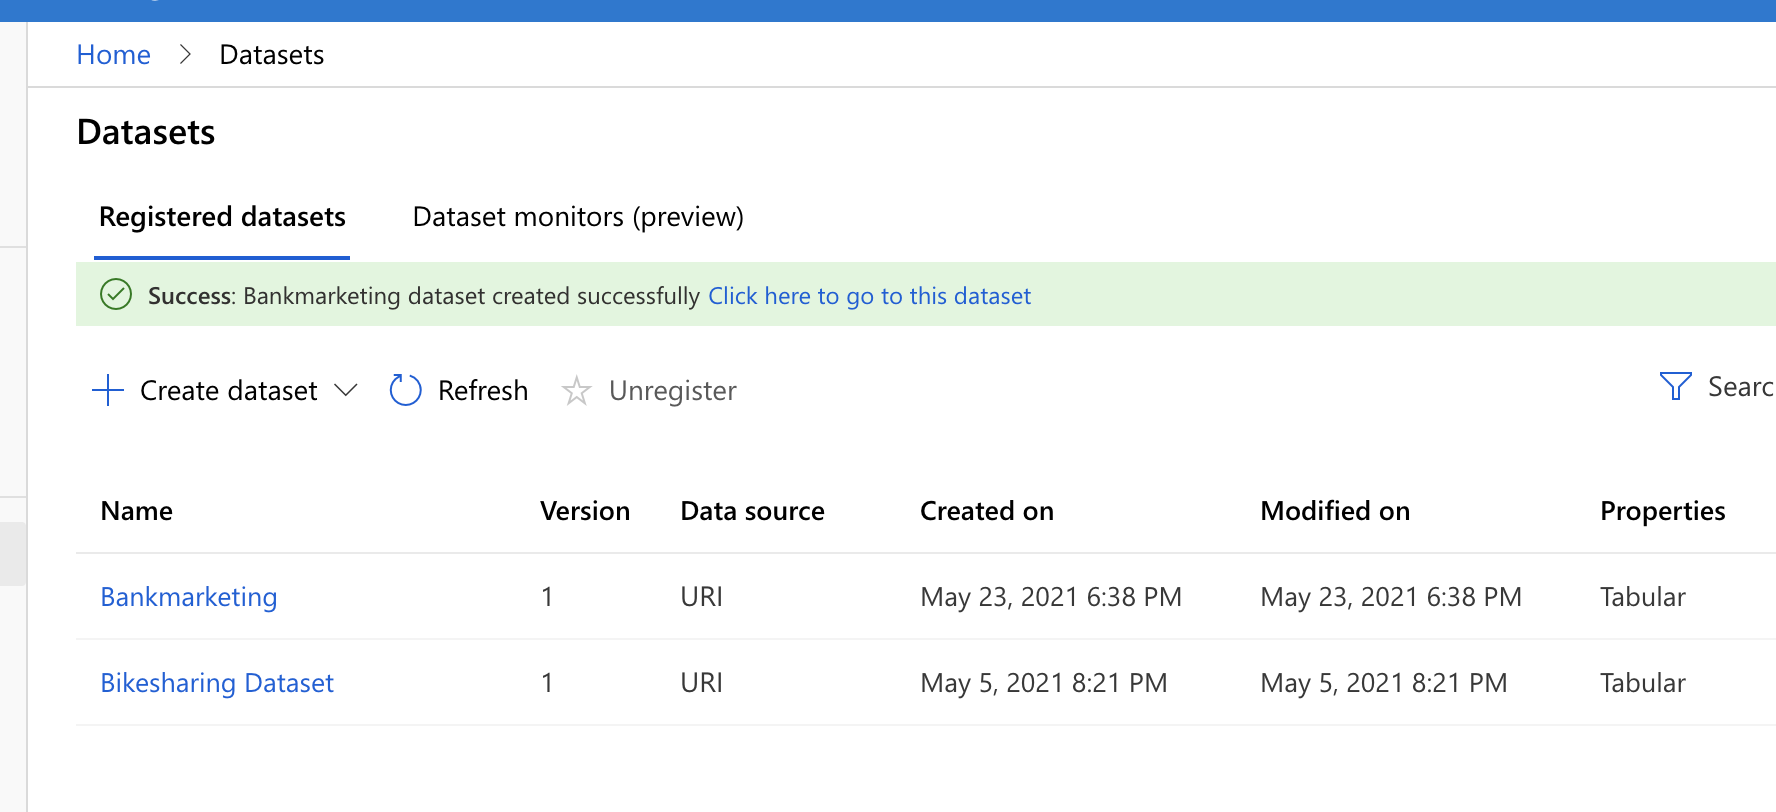 Home > Datasets
Datasets
Registered datasets Dataset monitors (preview)
Success: Bankmarketing dataset created successfully Click here to go to this dataset
Create dataset Refresh Unregister Searc
Name Version Data source Created on Modified on Properties
Bankmarketing 1 URI May 23, 2021 6:38 PM May 23, 2021 6:38 PM Tabular
Bikesharing Dataset 1 URI May 5, 2021 8:21 PM May 5, 2021 8:21 PM Tabular